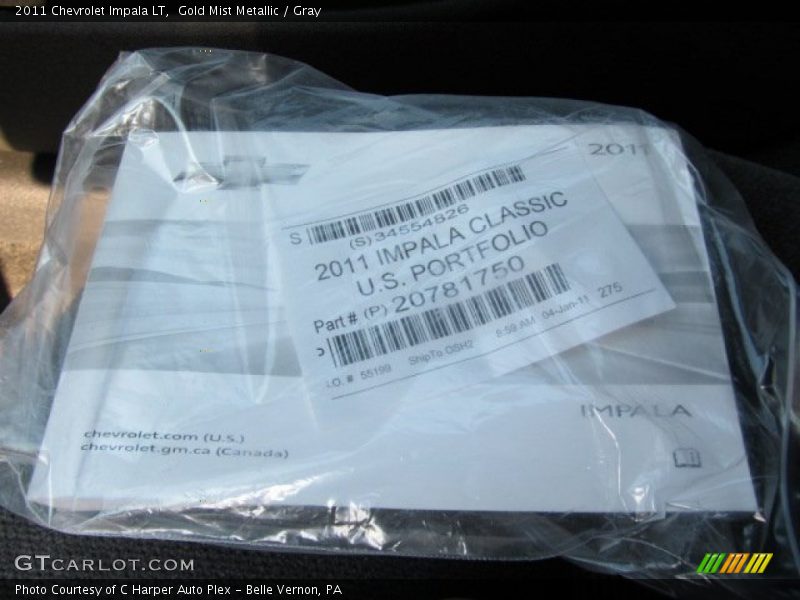 2011 Chevrolet Impala LT, Gold Mist Metallic / Gray
2011
S
(S)34554826
2011 IMPALA CLASSIC
U.S. PORTFOLIO
Part # (P) 20781750
.O. # 55199 ShipTo OSH2 8:59 AM 04-Jan-11 275
IMPALA
chevrolet.com (U.S.)
chevrolet.gm.ca (Canada)
GTCARLOT.COM
Photo Courtesy of C Harper Auto Plex - Belle Vernon, PA